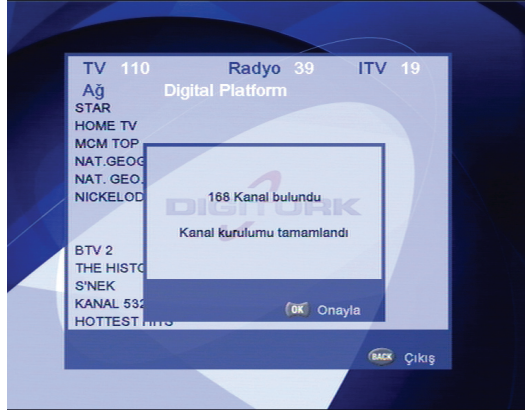 TV 110 Radyo 39 ITV 19
Ağ Digital Platform
STAR
HOME TV
MCM TOP
NAT.GEOG
NAT. GEO.
NICKELOD
168 Kanal bulundu
DIGITURK
Kanal kurulumu tamamlandı
BTV 2
THE HISTO
S'NEK
KANAL 532
HOTTEST HITS
OK Onayla
BACK Çıkış